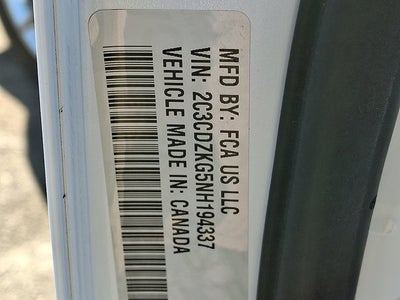 MFD BY: FCA US LLC
VIN: 2C3CDZKG5NH194337
VEHICLE MADE IN: CANADA